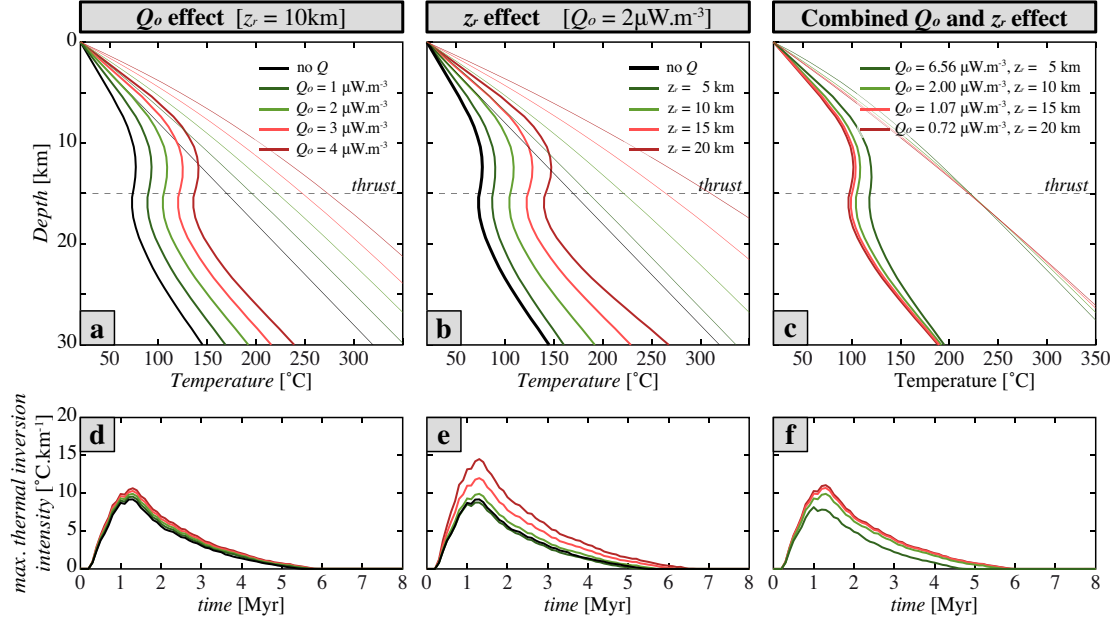 Qo effect [zr = 10km]
zr effect [Qo = 2μW.m-3]
Combined Qo and zr effect
0
10
20
30
Depth [km]
no Q
Qo = 1 μW.m-3
Qo = 2 μW.m-3
Qo = 3 μW.m-3
Qo = 4 μW.m-3
thrust
a
50 100 150 200 250 300
Temperature [˚C]
no Q
zr = 5 km
zr = 10 km
zr = 15 km
zr = 20 km
thrust
b
50 100 150 200 250 300
Temperature [˚C]
Qo = 6.56 μW.m-3, zr = 5 km
Qo = 2.00 μW.m-3, zr = 10 km
Qo = 1.07 μW.m-3, zr = 15 km
Qo = 0.72 μW.m-3, zr = 20 km
thrust
c
50 100 150 200 250 300 350
Temperature [˚C]
max. thermal inversion
intensity [˚C.km-1]
20
15
10
5
0
d
0 1 2 3 4 5 6 7 8
time [Myr]
e
0 1 2 3 4 5 6 7 8
time [Myr]
f
0 1 2 3 4 5 6 7 8
time [Myr]